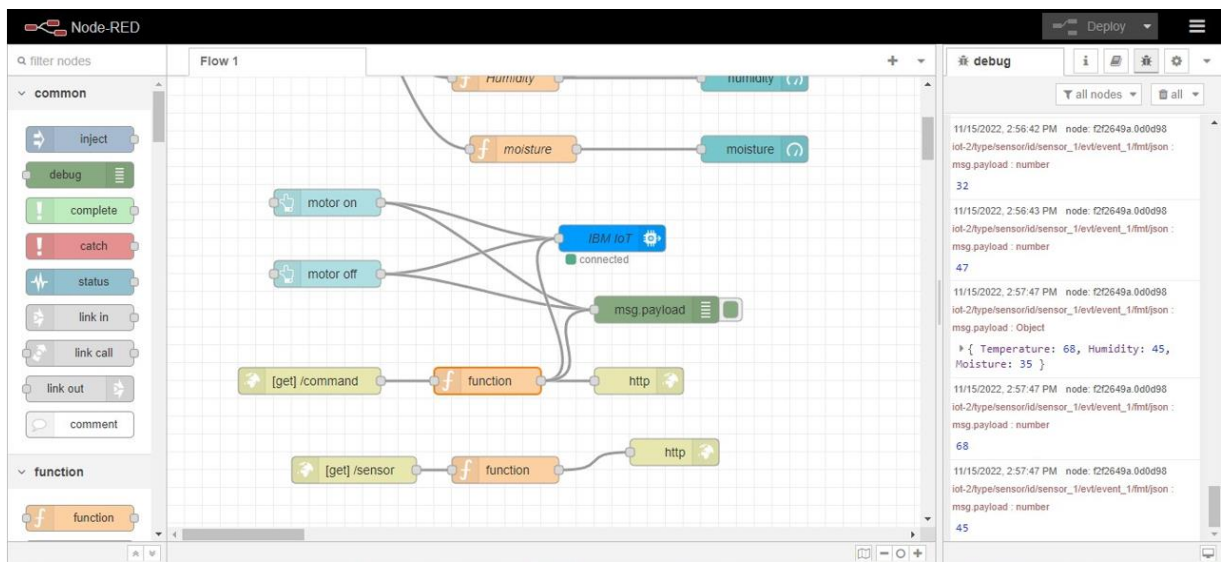 Node-RED
Deploy
filter nodes
common
inject
debug
complete
catch
status
link in
link call
link out
comment
function
function
Flow 1
Humidity
humidity
moisture
moisture
motor on
motor off
IBM IoT
connected
msg.payload
[get] /command
function
http
[get] /sensor
function
http
debug
i
all nodes
all
11/15/2022, 2:56:42 PM node: f2f2649a.0d0d98
iot-2/type/sensor/id/sensor_1/evt/event_1/fmt/json :
msg.payload : number
32
11/15/2022, 2:56:43 PM node: f2f2649a.0d0d98
iot-2/type/sensor/id/sensor_1/evt/event_1/fmt/json :
msg.payload : number
47
11/15/2022, 2:57:47 PM node: f2f2649a.0d0d98
iot-2/type/sensor/id/sensor_1/evt/event_1/fmt/json :
msg.payload : Object
{ Temperature: 68, Humidity: 45,
Moisture: 35 }
11/15/2022, 2:57:47 PM node: f2f2649a.0d0d98
iot-2/type/sensor/id/sensor_1/evt/event_1/fmt/json :
msg.payload : number
68
11/15/2022, 2:57:47 PM node: f2f2649a.0d0d98
iot-2/type/sensor/id/sensor_1/evt/event_1/fmt/json :
msg.payload : number
45